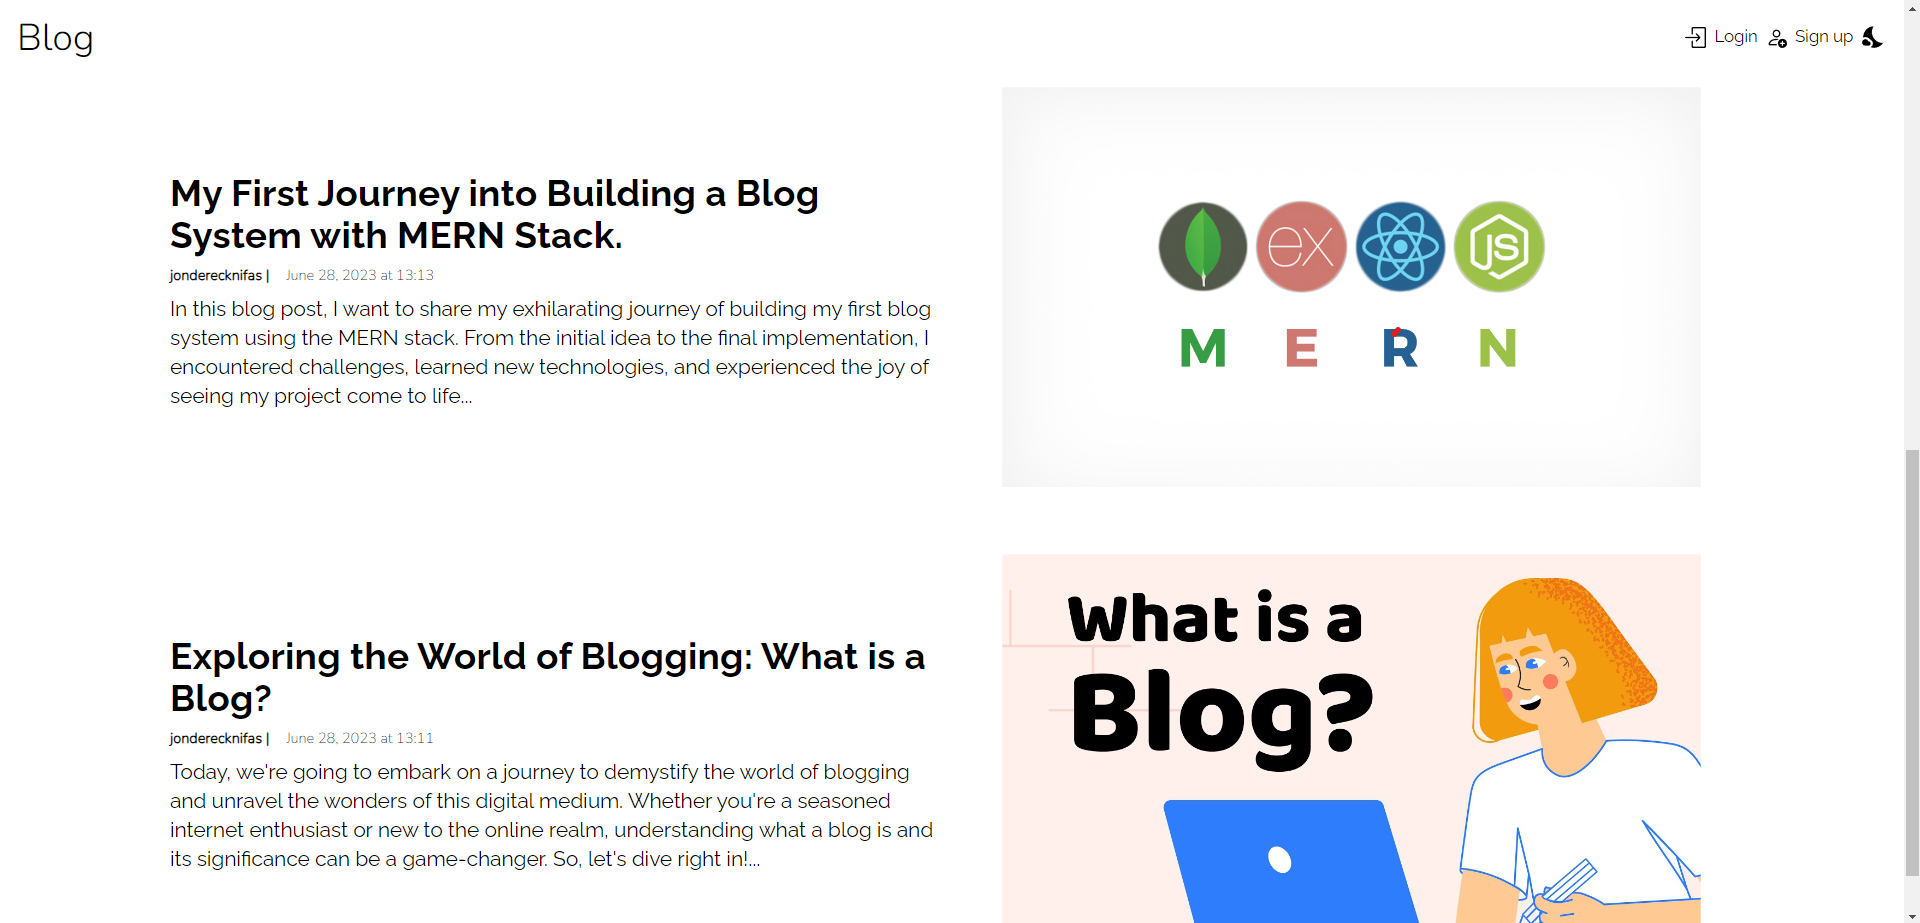 Blog
Login
Sign up
My First Journey into Building a Blog
System with MERN Stack.
jonderecknifas | June 28, 2023 at 13:13
In this blog post, I want to share my exhilarating journey of building my first blog
system using the MERN stack. From the initial idea to the final implementation, I
encountered challenges, learned new technologies, and experienced the joy of
seeing my project come to life...
ex
JS
M E R N
Exploring the World of Blogging: What is a
Blog?
jonderecknifas | June 28, 2023 at 13:11
Today, we're going to embark on a journey to demystify the world of blogging
and unravel the wonders of this digital medium. Whether you're a seasoned
internet enthusiast or new to the online realm, understanding what a blog is and
its significance can be a game-changer. So, let's dive right in!...
What is a
Blog?